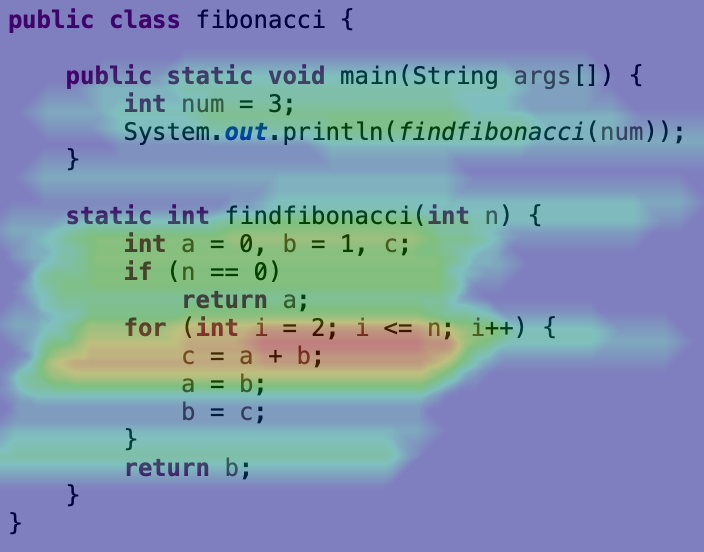 public class fibonacci {
    public static void main(String args[]) {
        int num = 3;
        System.out.println(findfibonacci(num));
    }
    static int findfibonacci(int n) {
        int a = 0, b = 1, c;
        if (n == 0)
            return a;
        for (int i = 2; i <= n; i++) {
            c = a + b;
            a = b;
            b = c;
        }
        return b;
    }
}